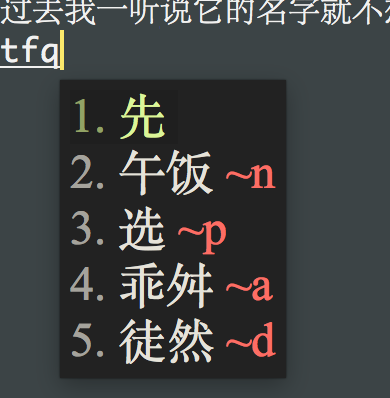 过去我一听说它的名字就不
tfq
1. 先
2. 午饭 ~n
3. 选 ~p
4. 乖舛 ~a
5. 徒然 ~d